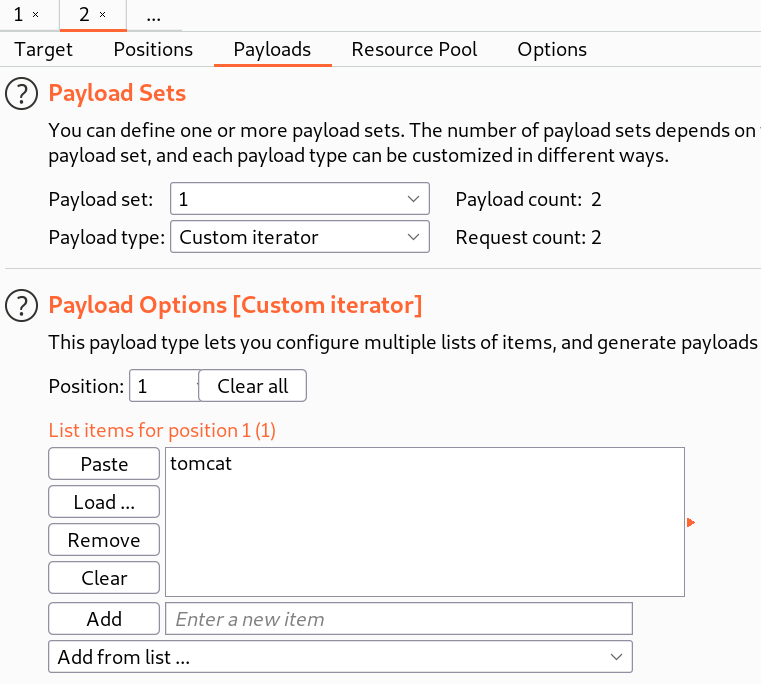 1 × 2 × ...
Target Positions Payloads Resource Pool Options
? Payload Sets
You can define one or more payload sets. The number of payload sets depends on
payload set, and each payload type can be customized in different ways.
Payload set: 1 Payload count: 2
Payload type: Custom iterator Request count: 2
? Payload Options [Custom iterator]
This payload type lets you configure multiple lists of items, and generate payloads
Position: 1 Clear all
List items for position 1 (1)
Paste tomcat
Load ...
Remove
Clear
Add Enter a new item
Add from list ...